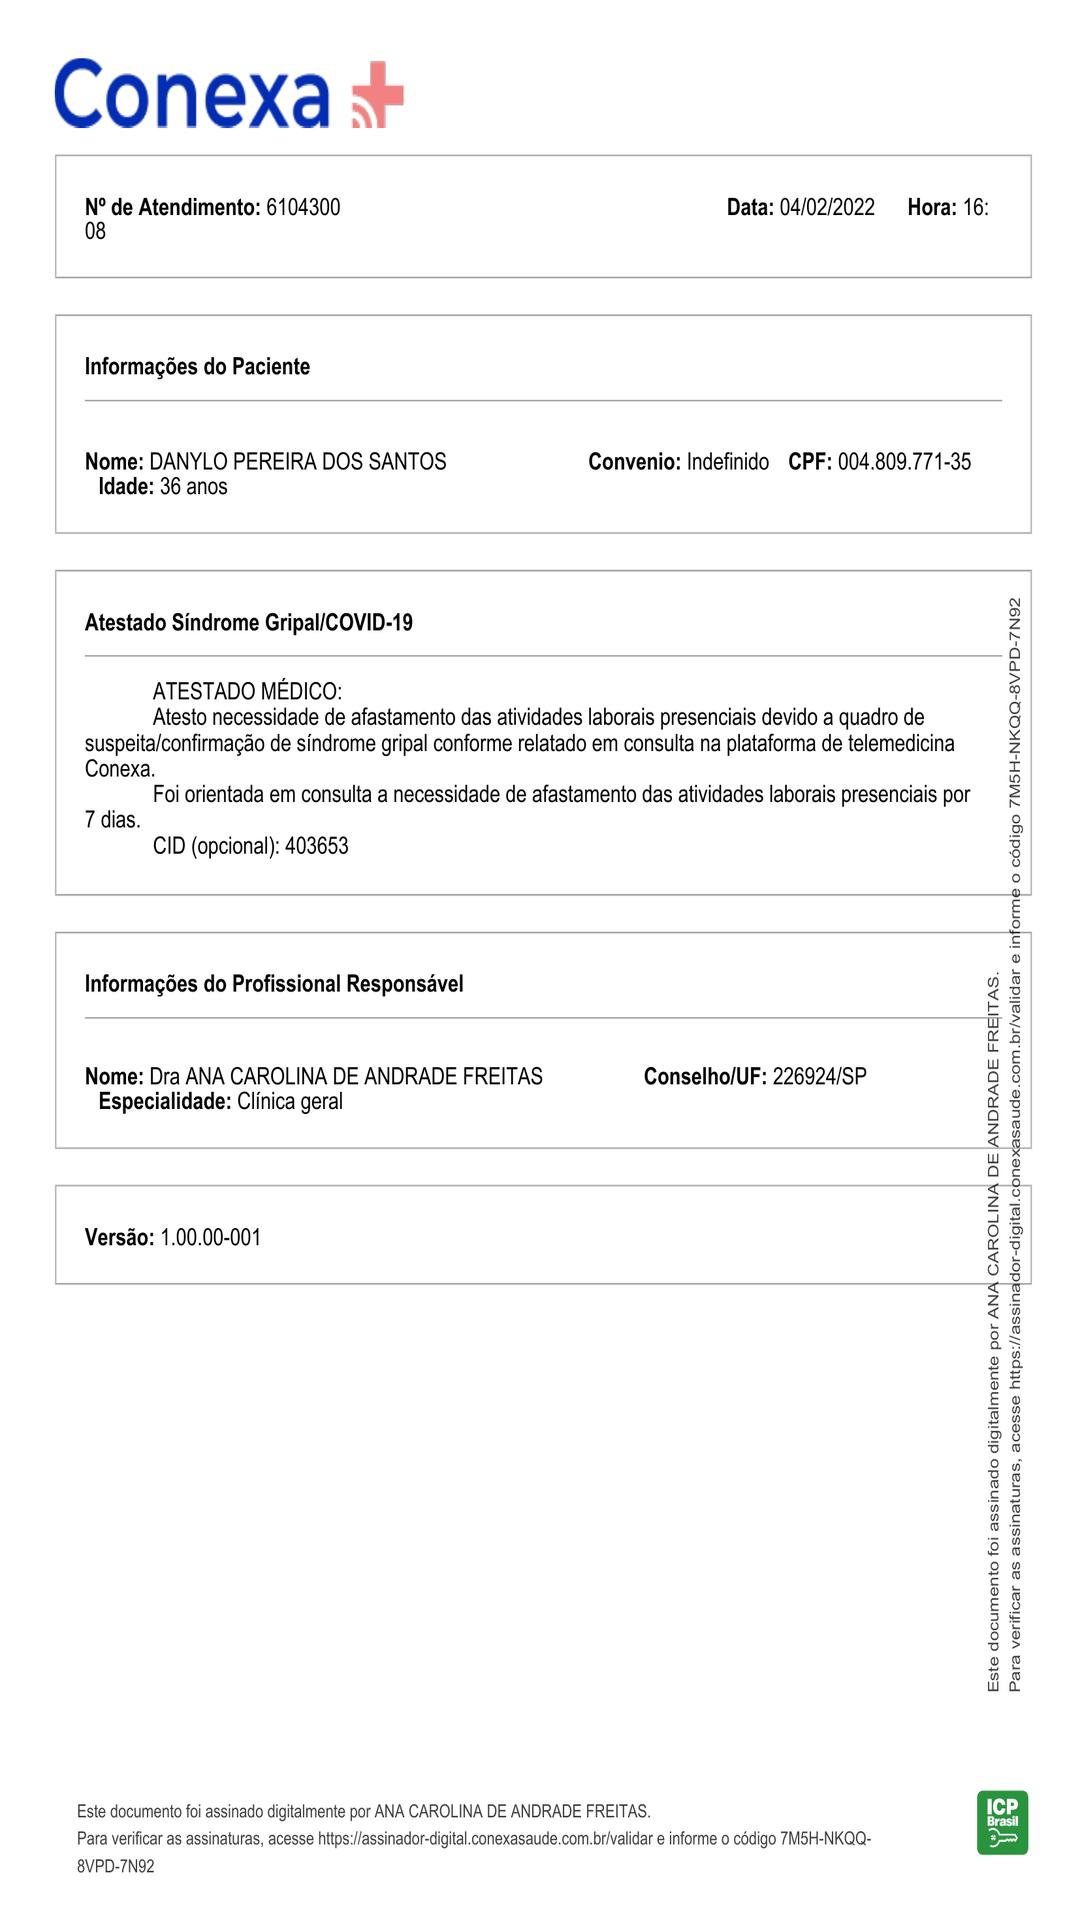 Conexa
Nº de Atendimento: 6104300 Data: 04/02/2022 Hora: 16:
08
Informações do Paciente
Nome: DANYLO PEREIRA DOS SANTOS Convenio: Indefinido CPF: 004.809.771-35
Idade: 36 anos
Atestado Síndrome Gripal/COVID-19
ATESTADO MÉDICO:
Atesto necessidade de afastamento das atividades laborais presenciais devido a quadro de
suspeita/confirmação de síndrome gripal conforme relatado em consulta na plataforma de telemedicina
Conexa.
Foi orientada em consulta a necessidade de afastamento das atividades laborais presenciais por
7 dias.
CID (opcional): 403653
Informações do Profissional Responsável
Nome: Dra ANA CAROLINA DE ANDRADE FREITAS Conselho/UF: 226924/SP
Especialidade: Clínica geral
Versão: 1.00.00-001
Este documento foi assinado digitalmente por ANA CAROLINA DE ANDRADE FREITAS.
Para verificar as assinaturas, acesse https://assinador-digital.conexasaude.com.br/validar e informe o código 7M5H-NKQQ-8VPD-7N92
Este documento foi assinado digitalmente por ANA CAROLINA DE ANDRADE FREITAS.
Para verificar as assinaturas, acesse https://assinador-digital.conexasaude.com.br/validar e informe o código 7M5H-NKQQ-
8VPD-7N92
ICP
Brasil